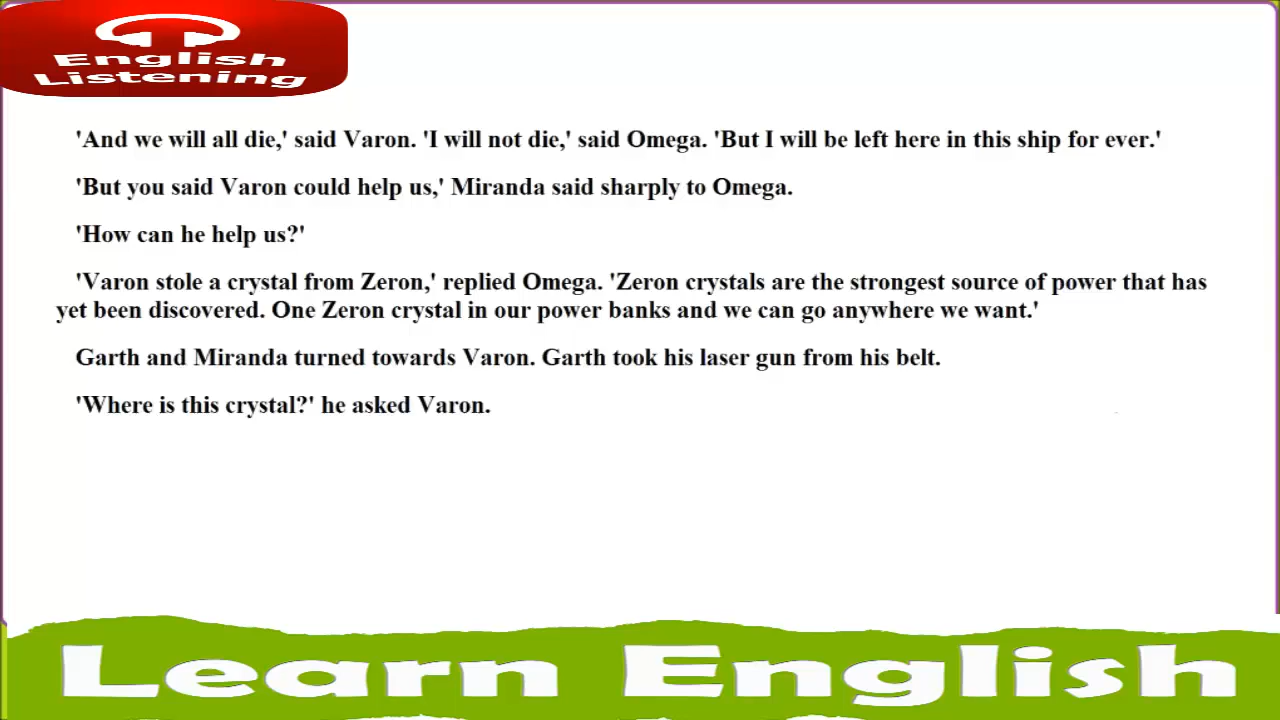 English
Listening
'And we will all die,' said Varon. 'I will not die,' said Omega. 'But I will be left here in this ship for ever.'
'But you said Varon could help us,' Miranda said sharply to Omega.
'How can he help us?'
'Varon stole a crystal from Zeron,' replied Omega. 'Zeron crystals are the strongest source of power that has
yet been discovered. One Zeron crystal in our power banks and we can go anywhere we want.'
Garth and Miranda turned towards Varon. Garth took his laser gun from his belt.
'Where is this crystal?' he asked Varon.
Learn English